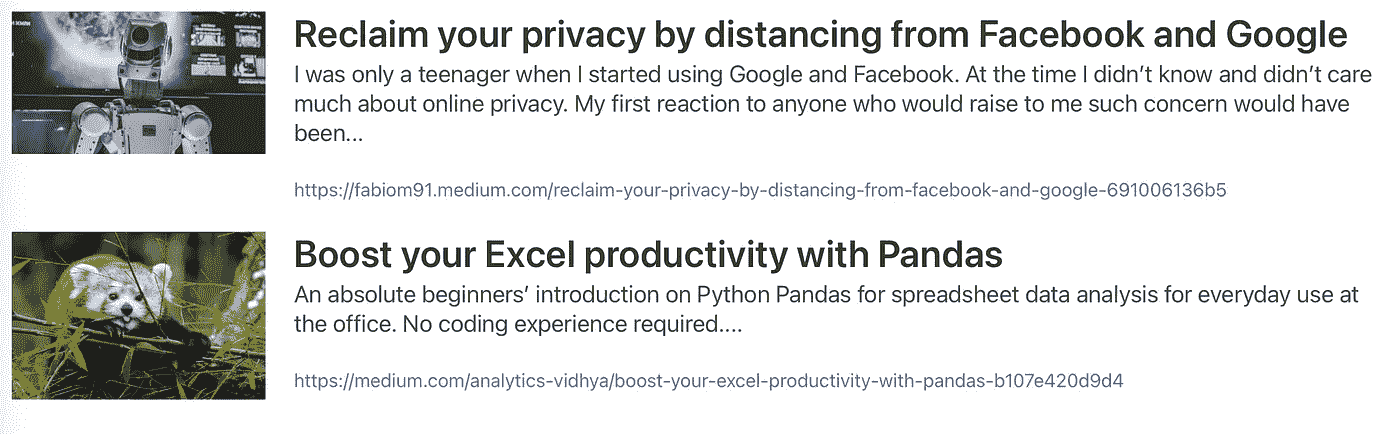 Reclaim your privacy by distancing from Facebook and Google
I was only a teenager when I started using Google and Facebook. At the time I didn’t know and didn’t care
much about online privacy. My first reaction to anyone who would raise to me such concern would have
been...
https://fabiom91.medium.com/reclaim-your-privacy-by-distancing-from-facebook-and-google-691006136b5
Boost your Excel productivity with Pandas
An absolute beginners’ introduction on Python Pandas for spreadsheet data analysis for everyday use at
the office. No coding experience required....
https://medium.com/analytics-vidhya/boost-your-excel-productivity-with-pandas-b107e420d9d4